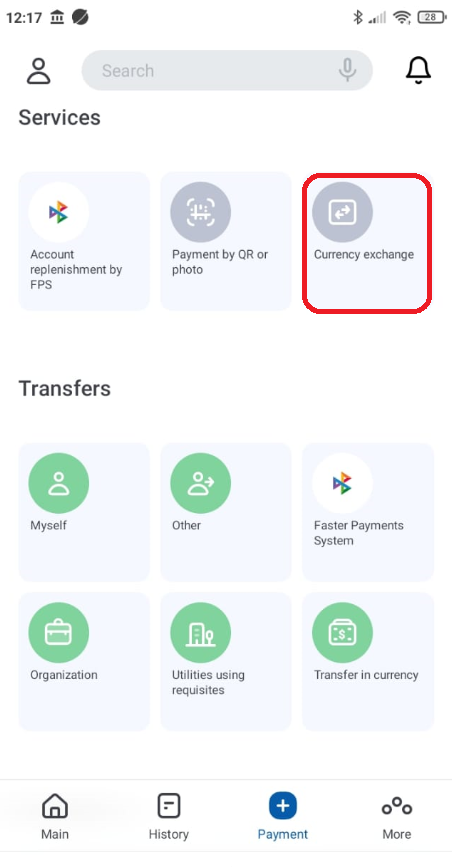 12:17
28
Search
Services
Account
replenishment by
FPS
Payment by QR or
photo
Currency exchange
Transfers
Myself
Other
Faster Payments
System
Organization
Utilities using
requisites
Transfer in currency
Main
History
Payment
More